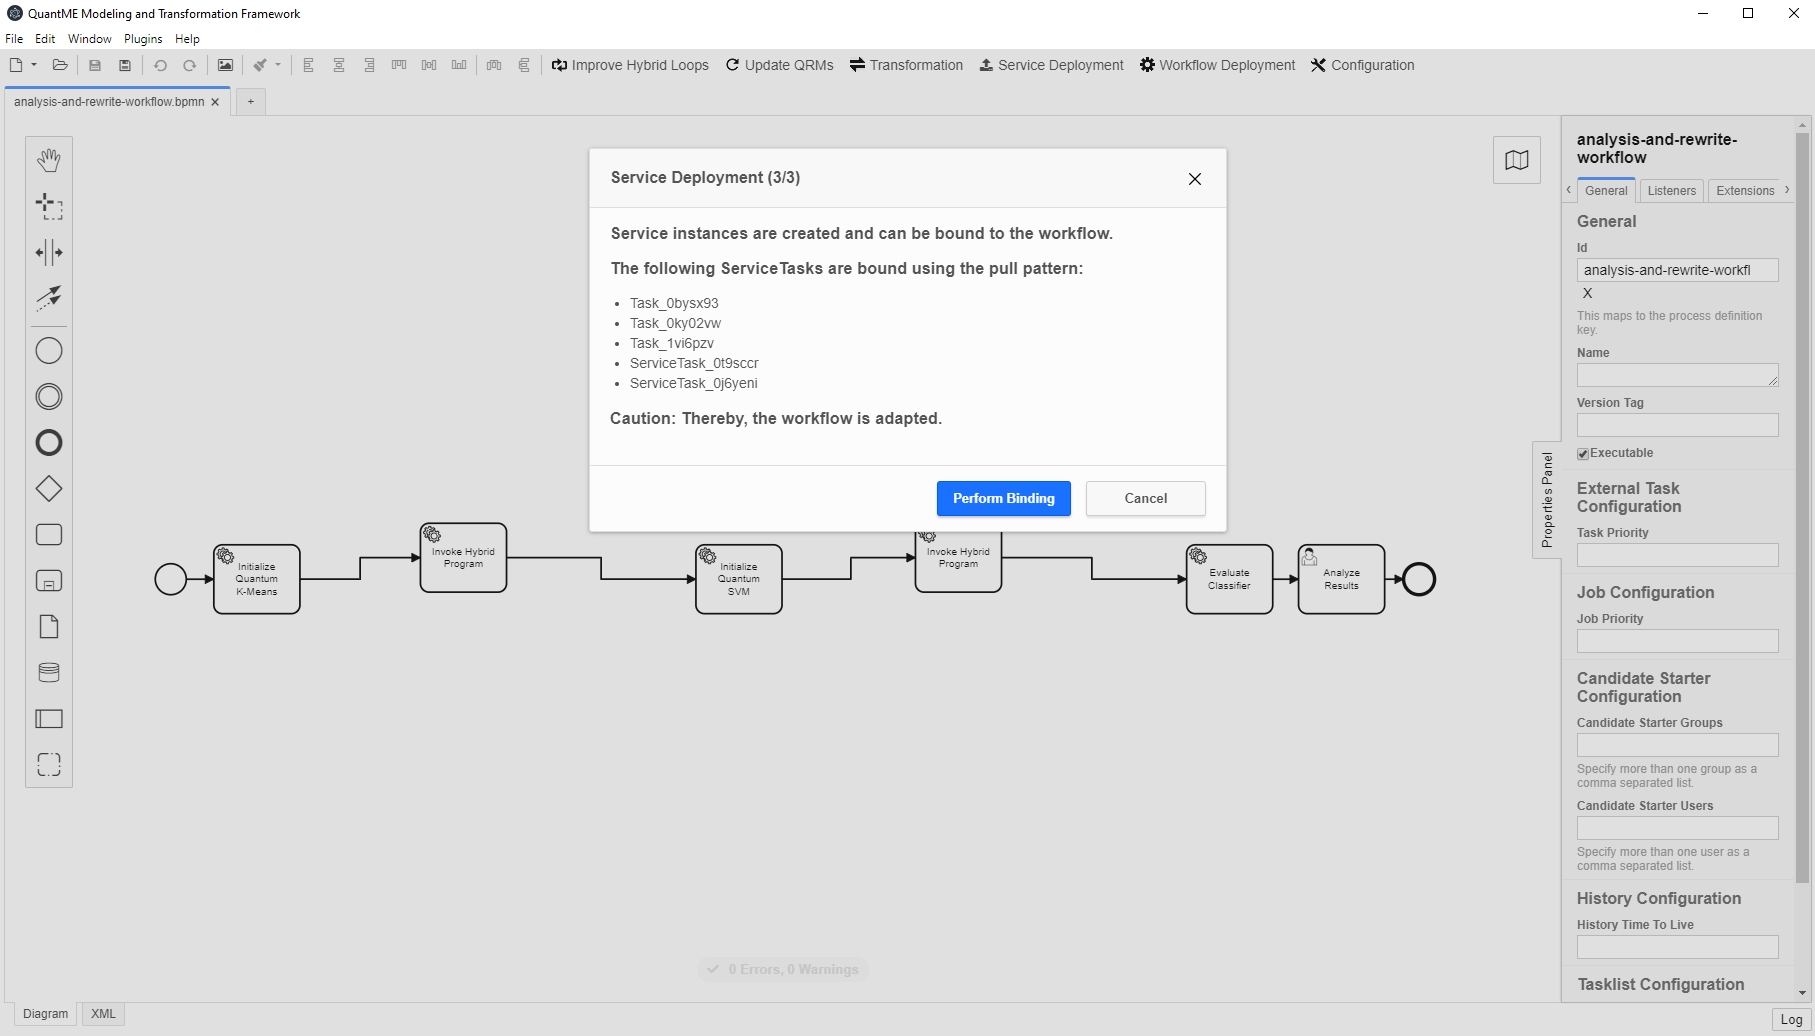 QuantME Modeling and Transformation Framework
File Edit Window Plugins Help
Improve Hybrid Loops Update QRMs Transformation Service Deployment Workflow Deployment Configuration
analysis-and-rewrite-workflow.bpmn
+
Service Deployment (3/3)
Service instances are created and can be bound to the workflow.
The following ServiceTasks are bound using the pull pattern:
Task_0bysx93
Task_0ky02vw
Task_1vi6pzv
ServiceTask_0t9sccr
ServiceTask_0j6yeni
Caution: Thereby, the workflow is adapted.
Perform Binding Cancel
Initialize
Quantum
K-Means
Invoke Hybrid
Program
Initialize
Quantum
SVM
Invoke Hybrid
Program
Evaluate
Classifier
Analyze
Results
0 Errors, 0 Warnings
Properties Panel
analysis-and-rewrite-
workflow
General Listeners Extensions
General
Id
analysis-and-rewrite-workfl
X
This maps to the process definition
key.
Name
Version Tag
Executable
External Task
Configuration
Task Priority
Job Configuration
Job Priority
Candidate Starter
Configuration
Candidate Starter Groups
Specify more than one group as a
comma separated list.
Candidate Starter Users
Specify more than one user as a
comma separated list.
History Configuration
History Time To Live
Tasklist Configuration
Diagram XML
Log